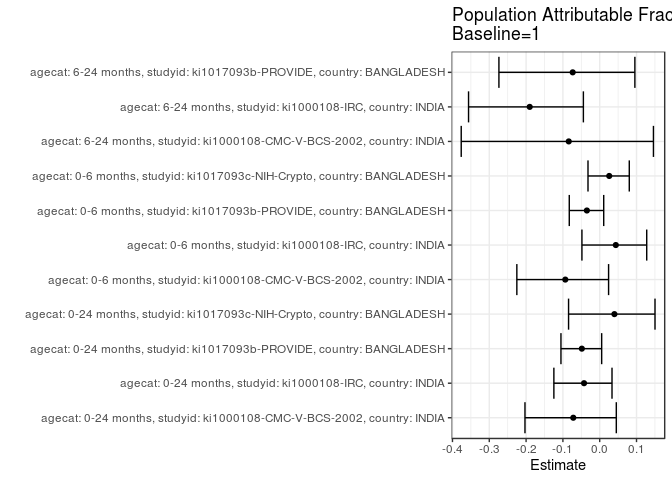 Population Attributable Frac
Baseline=1
agecat: 6-24 months, studyid: ki1017093b-PROVIDE, country: BANGLADESH
agecat: 6-24 months, studyid: ki1000108-IRC, country: INDIA
agecat: 6-24 months, studyid: ki1000108-CMC-V-BCS-2002, country: INDIA
agecat: 0-6 months, studyid: ki1017093c-NIH-Crypto, country: BANGLADESH
agecat: 0-6 months, studyid: ki1017093b-PROVIDE, country: BANGLADESH
agecat: 0-6 months, studyid: ki1000108-IRC, country: INDIA
agecat: 0-6 months, studyid: ki1000108-CMC-V-BCS-2002, country: INDIA
agecat: 0-24 months, studyid: ki1017093c-NIH-Crypto, country: BANGLADESH
agecat: 0-24 months, studyid: ki1017093b-PROVIDE, country: BANGLADESH
agecat: 0-24 months, studyid: ki1000108-IRC, country: INDIA
agecat: 0-24 months, studyid: ki1000108-CMC-V-BCS-2002, country: INDIA
-0.4 -0.3 -0.2 -0.1 0.0 0.1
Estimate